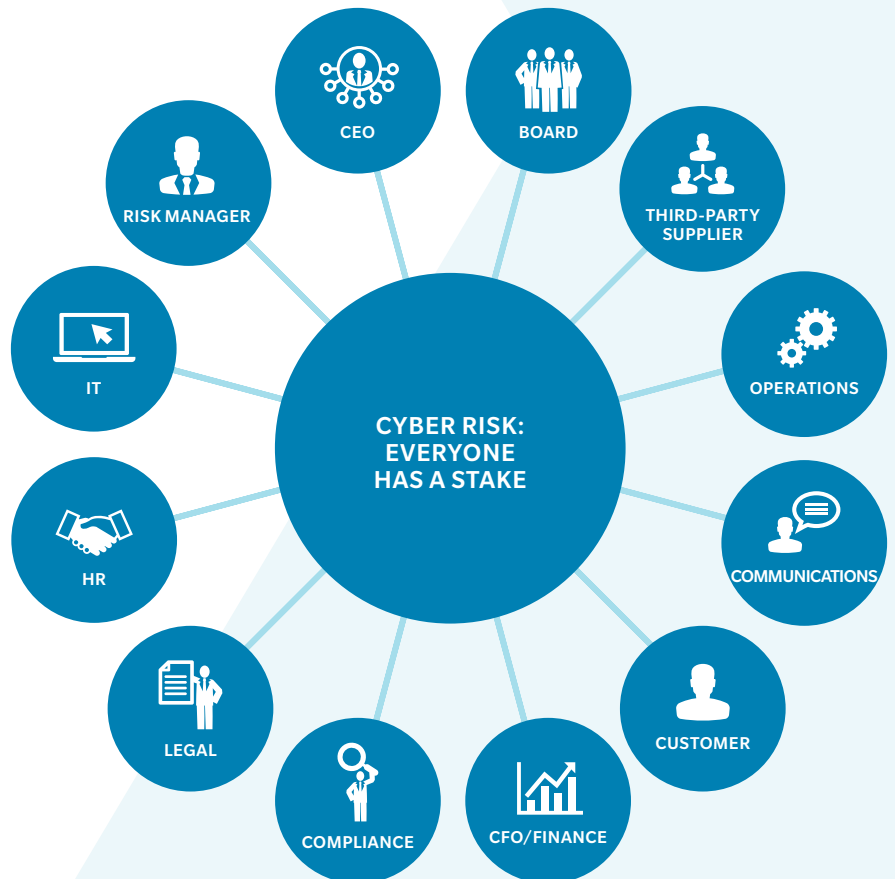 CEO
BOARD
RISK MANAGER
THIRD-PARTY
SUPPLIER
IT
OPERATIONS
CYBER RISK:
EVERYONE
HAS A STAKE
HR
COMMUNICATIONS
LEGAL
CUSTOMER
COMPLIANCE
CFO/FINANCE